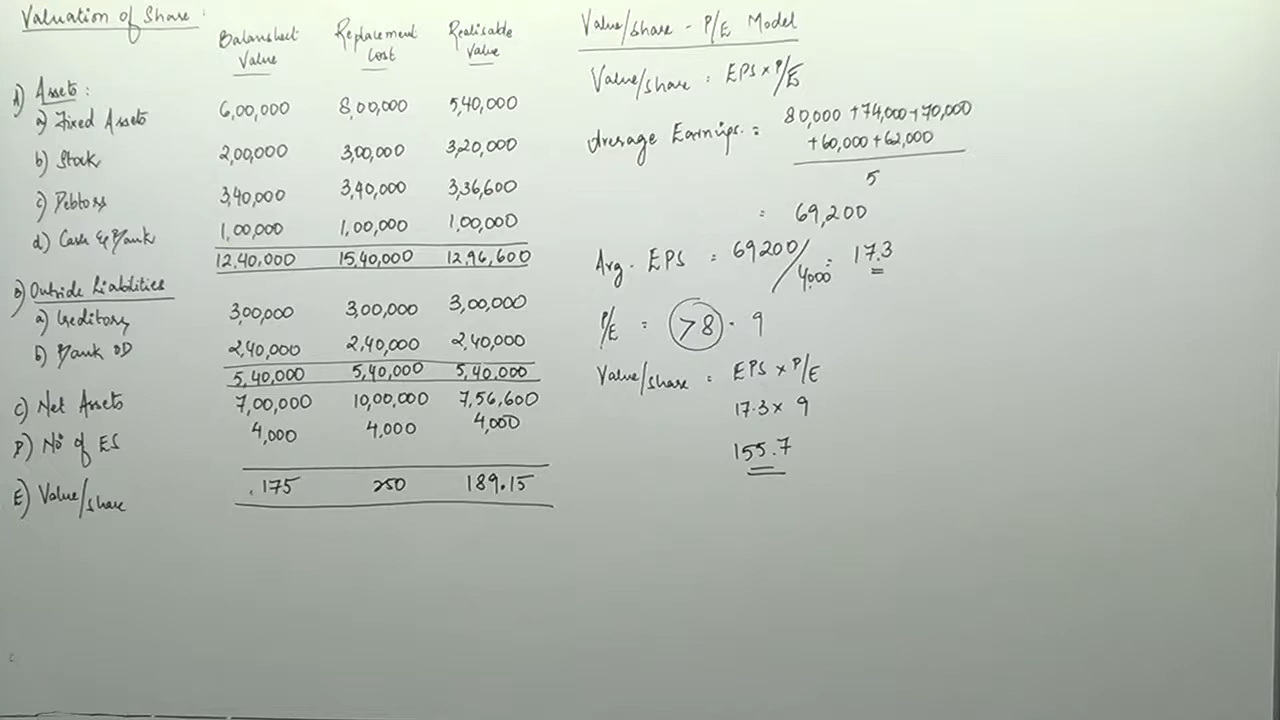 Valuation of Share:
Balansheet Value
Replacement Cost
Realisable Value
A) Assets:
a) Fixed Assets 6,00,000 8,00,000 5,40,000
b) Stock 2,00,000 3,00,000 3,20,000
c) Debtors 3,40,000 3,40,000 3,36,600
d) Cash & Bank 1,00,000 1,00,000 1,00,000
12,40,000 15,40,000 12,96,600
B) Outside Liabilities
a) Creditors 3,00,000 3,00,000 3,00,000
b) Bank OD 2,40,000 2,40,000 2,40,000
5,40,000 5,40,000 5,40,000
C) Net Assets 7,00,000 10,00,000 7,56,600
D) No of ES 4,000 4,000 4,000
E) Value/share 175 250 189.15
Value/share - P/E Model
Value/share = EPS x P/E
Average Earnings = 80,000 + 74,000 + 70,000
+ 60,000 + 62,000
5
= 69,200
Avg. EPS = 69200/4000 = 17.3
P/E = >8 - 9
Value/share = EPS x P/E
17.3 x 9
155.7